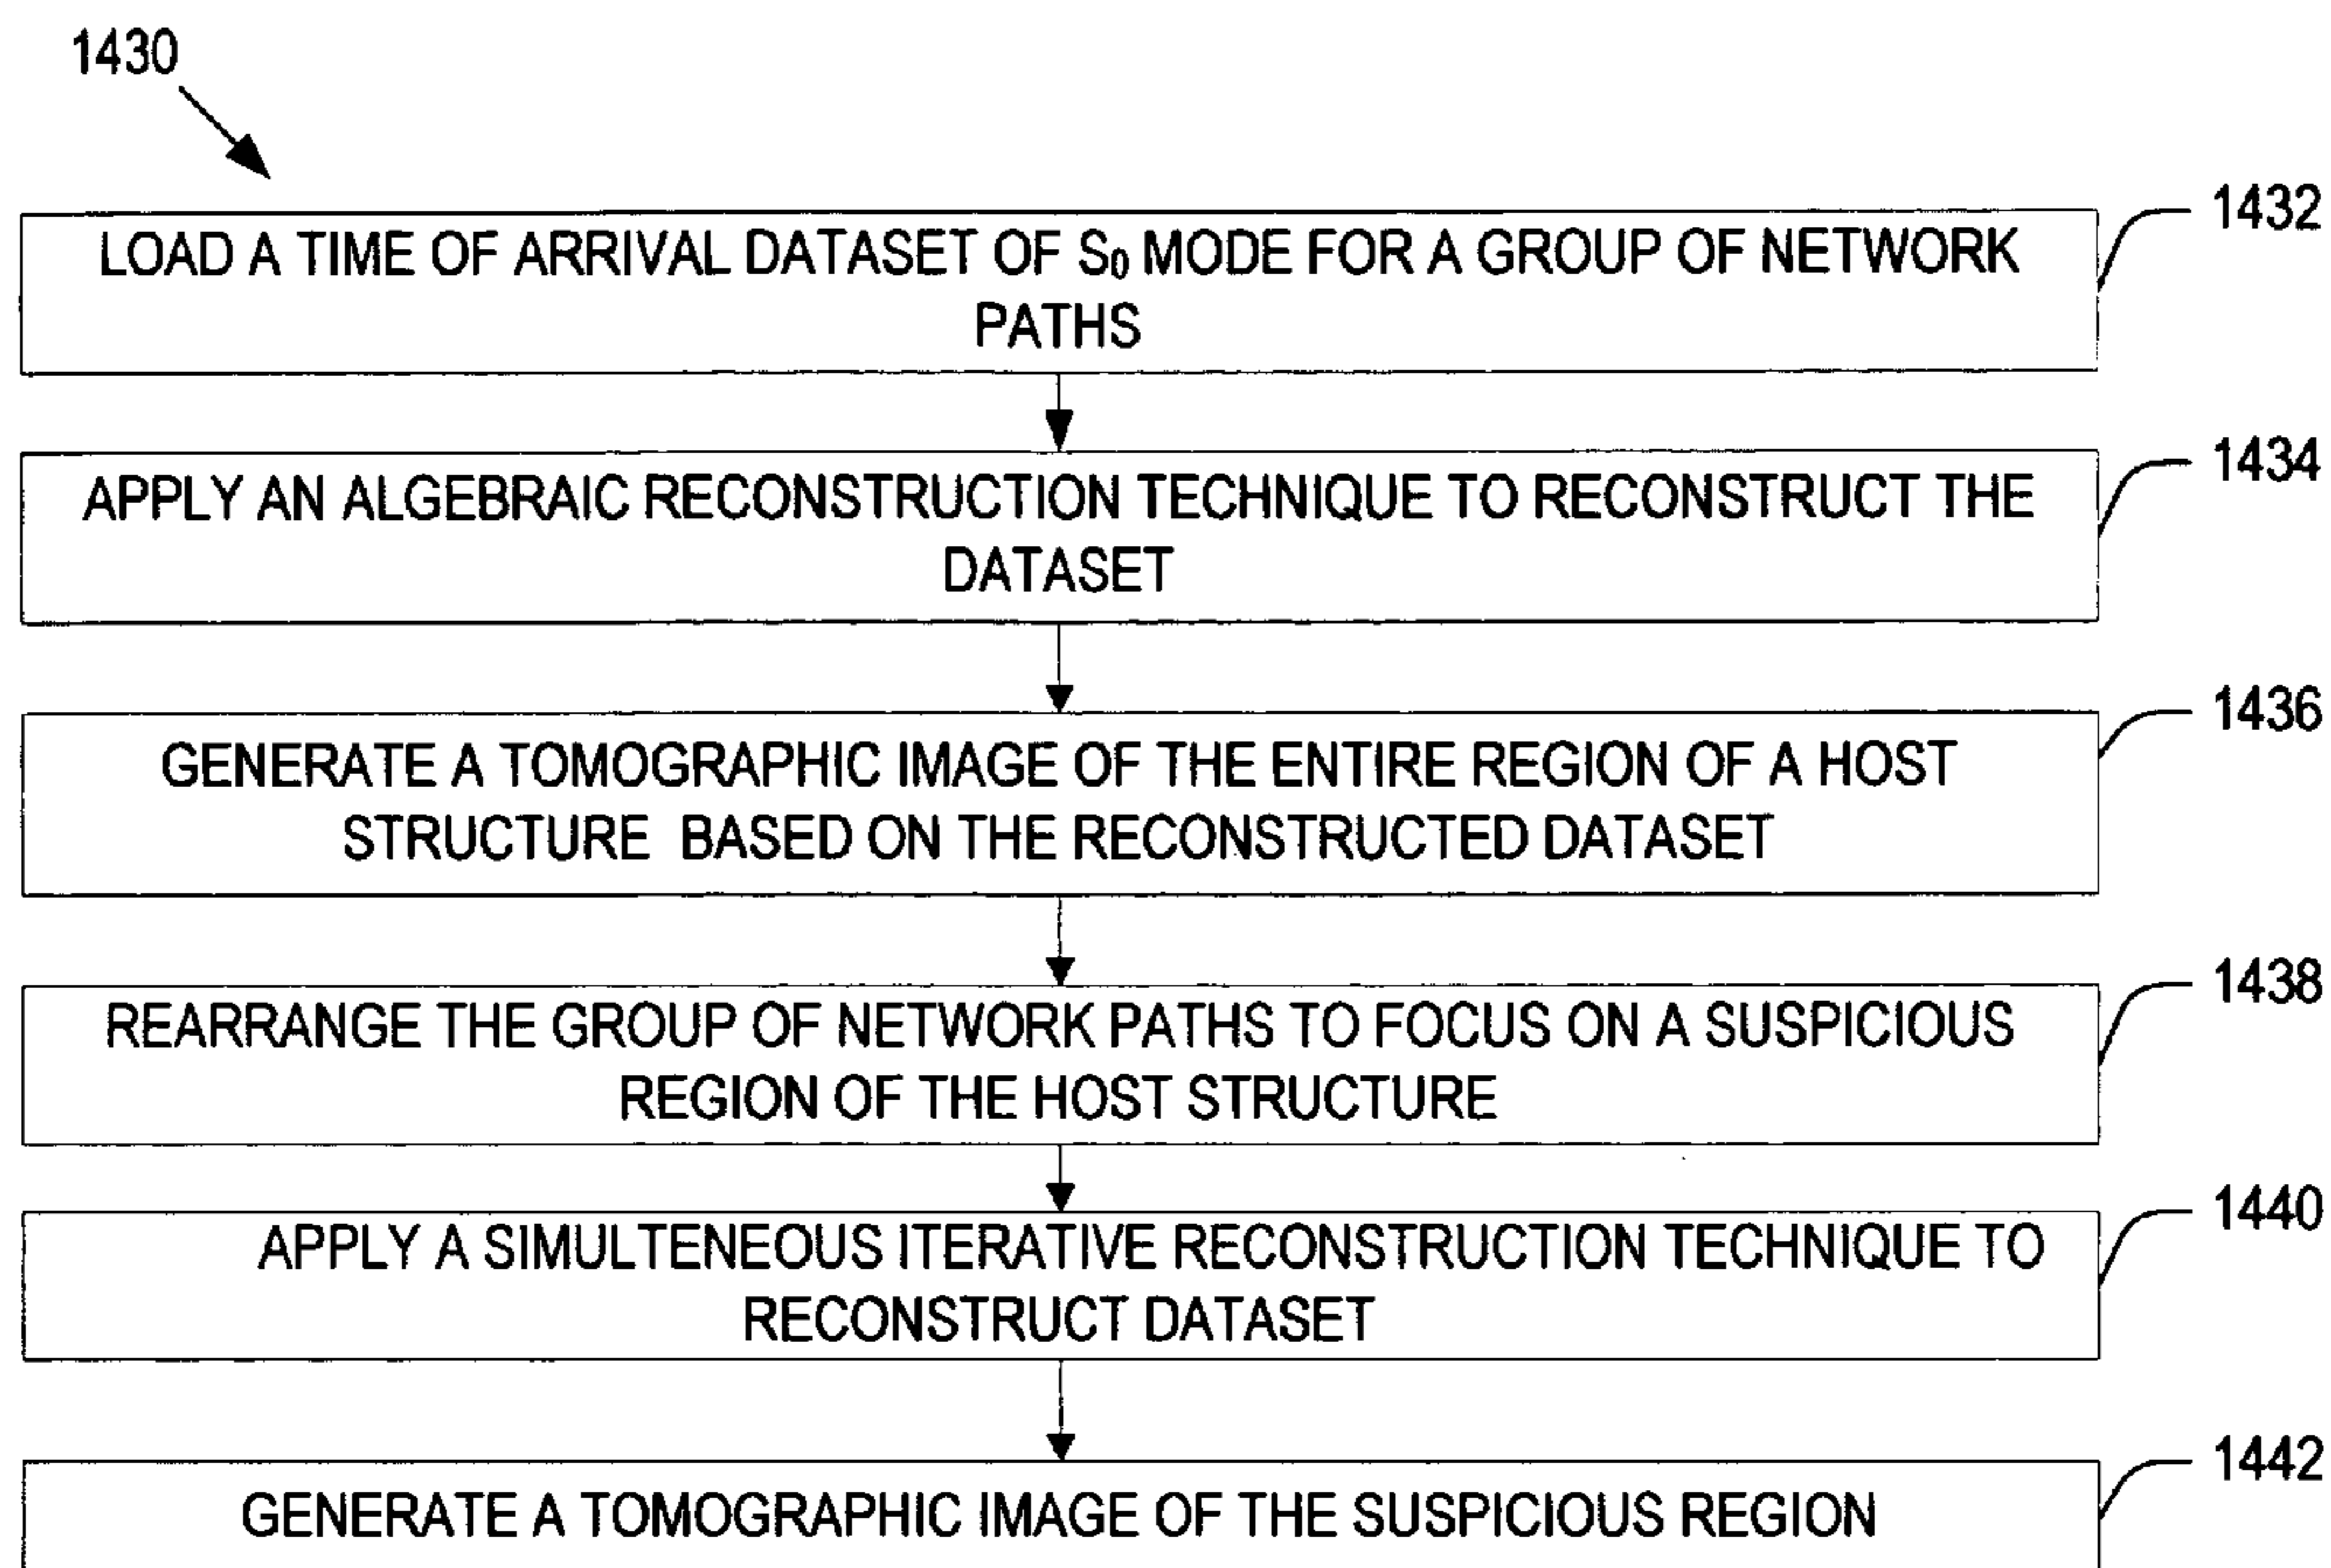 1430
1432
LOAD A TIME OF ARRIVAL DATASET OF S₀ MODE FOR A GROUP OF NETWORK
PATHS
1434
APPLY AN ALGEBRAIC RECONSTRUCTION TECHNIQUE TO RECONSTRUCT THE
DATASET
1436
GENERATE A TOMOGRAPHIC IMAGE OF THE ENTIRE REGION OF A HOST
STRUCTURE BASED ON THE RECONSTRUCTED DATASET
1438
REARRANGE THE GROUP OF NETWORK PATHS TO FOCUS ON A SUSPICIOUS
REGION OF THE HOST STRUCTURE
1440
APPLY A SIMULTENEOUS ITERATIVE RECONSTRUCTION TECHNIQUE TO
RECONSTRUCT DATASET
1442
GENERATE A TOMOGRAPHIC IMAGE OF THE SUSPICIOUS REGION